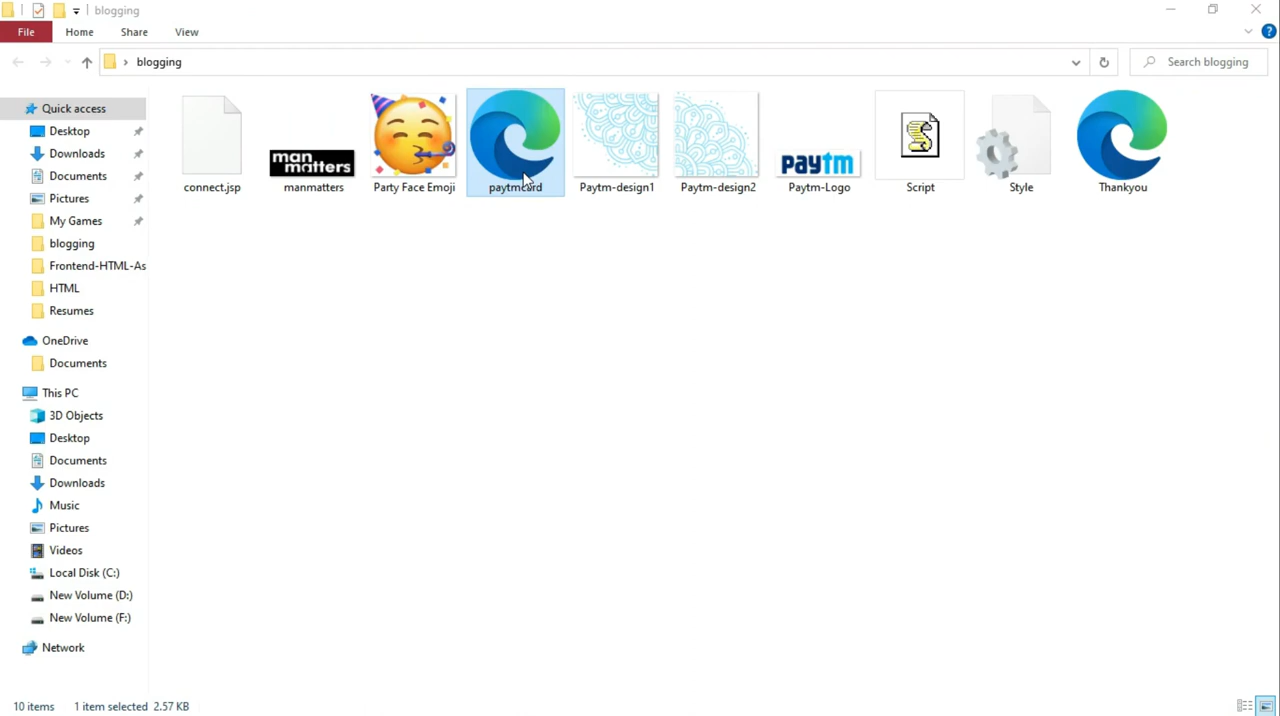 blogging
File Home Share View
blogging
Search blogging
connect.jsp
man
matters
manmatters
Party Face Emoji
paytmcard
Paytm-design1
Paytm-design2
paytm
Paytm-Logo
Script
Style
Thankyou
Quick access
Desktop
Downloads
Documents
Pictures
My Games
blogging
Frontend-HTML-As
HTML
Resumes
OneDrive
Documents
This PC
3D Objects
Desktop
Documents
Downloads
Music
Pictures
Videos
Local Disk (C:)
New Volume (D:)
New Volume (F:)
Network
10 items 1 item selected 2.57 KB